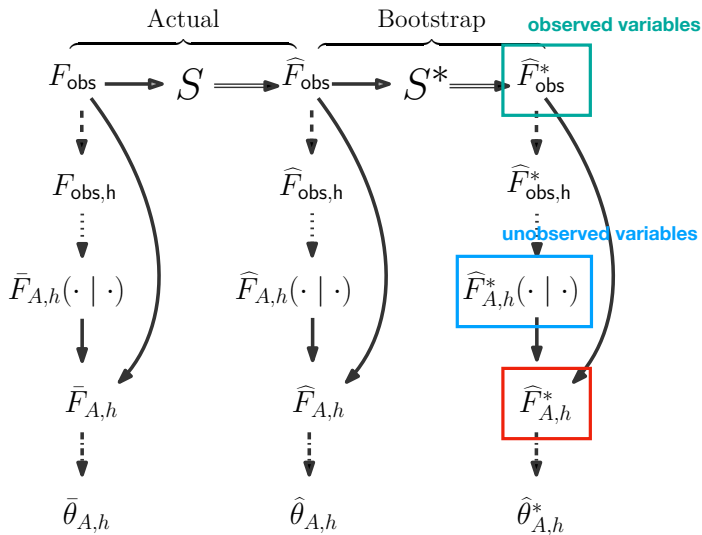 Actual Bootstrap observed variables
F_obs S F̂_obs S* F̂*_obs
F_obs,h F̂_obs,h F̂*_obs,h
unobserved variables
F̄_A,h(· | ·) F̂_A,h(· | ·) F̂*_A,h(· | ·)
F̄_A,h F̂_A,h F̂*_A,h
θ̄_A,h θ̂_A,h θ̂*_A,h